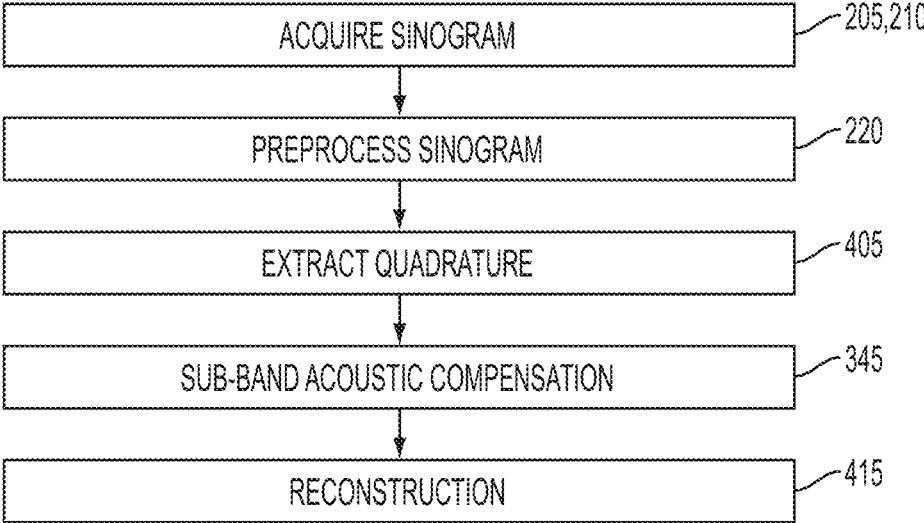 ACQUIRE SINOGRAM
205,210
PREPROCESS SINOGRAM
220
EXTRACT QUADRATURE
405
SUB-BAND ACOUSTIC COMPENSATION
345
RECONSTRUCTION
415